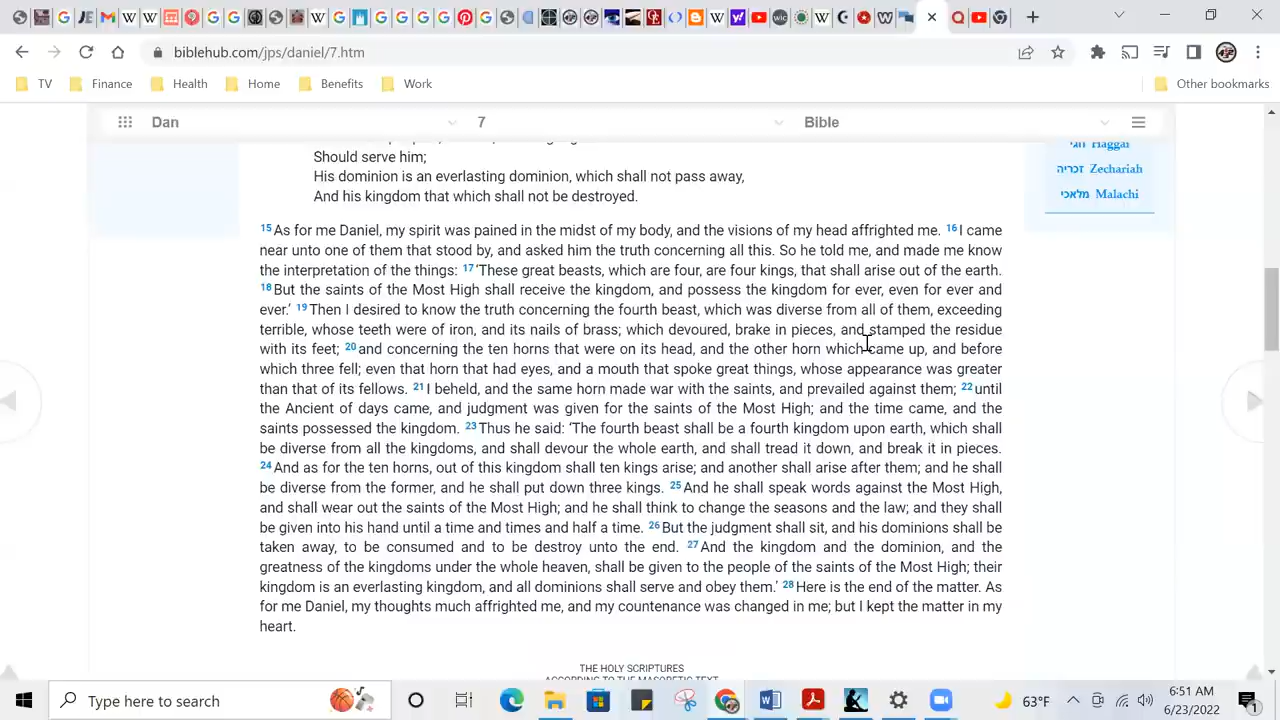 biblehub.com/jps/daniel/7.htm
TV Finance Health Home Benefits Work Other bookmarks
Dan 7 Bible
Should serve him;
His dominion is an everlasting dominion, which shall not pass away,
And his kingdom that which shall not be destroyed.
חגי Haggai
זכריה Zechariah
מלאכי Malachi
15 As for me Daniel, my spirit was pained in the midst of my body, and the visions of my head affrighted me. 16 I came
near unto one of them that stood by, and asked him the truth concerning all this. So he told me, and made me know
the interpretation of the things: 17 'These great beasts, which are four, are four kings, that shall arise out of the earth.
18 But the saints of the Most High shall receive the kingdom, and possess the kingdom for ever, even for ever and
ever.' 19 Then I desired to know the truth concerning the fourth beast, which was diverse from all of them, exceeding
terrible, whose teeth were of iron, and its nails of brass; which devoured, brake in pieces, and stamped the residue
with its feet; 20 and concerning the ten horns that were on its head, and the other horn which came up, and before
which three fell; even that horn that had eyes, and a mouth that spoke great things, whose appearance was greater
than that of its fellows. 21 I beheld, and the same horn made war with the saints, and prevailed against them; 22 until
the Ancient of days came, and judgment was given for the saints of the Most High; and the time came, and the
saints possessed the kingdom. 23 Thus he said: 'The fourth beast shall be a fourth kingdom upon earth, which shall
be diverse from all the kingdoms, and shall devour the whole earth, and shall tread it down, and break it in pieces.
24 And as for the ten horns, out of this kingdom shall ten kings arise; and another shall arise after them; and he shall
be diverse from the former, and he shall put down three kings. 25 And he shall speak words against the Most High,
and shall wear out the saints of the Most High; and he shall think to change the seasons and the law; and they shall
be given into his hand until a time and times and half a time. 26 But the judgment shall sit, and his dominions shall be
taken away, to be consumed and to be destroy unto the end. 27 And the kingdom and the dominion, and the
greatness of the kingdoms under the whole heaven, shall be given to the people of the saints of the Most High; their
kingdom is an everlasting kingdom, and all dominions shall serve and obey them.' 28 Here is the end of the matter. As
for me Daniel, my thoughts much affrighted me, and my countenance was changed in me; but I kept the matter in my
heart.
THE HOLY SCRIPTURES
ACCORDING TO THE MASORETIC TEXT
Type here to search
63°F
6:51 AM
6/23/2022
1